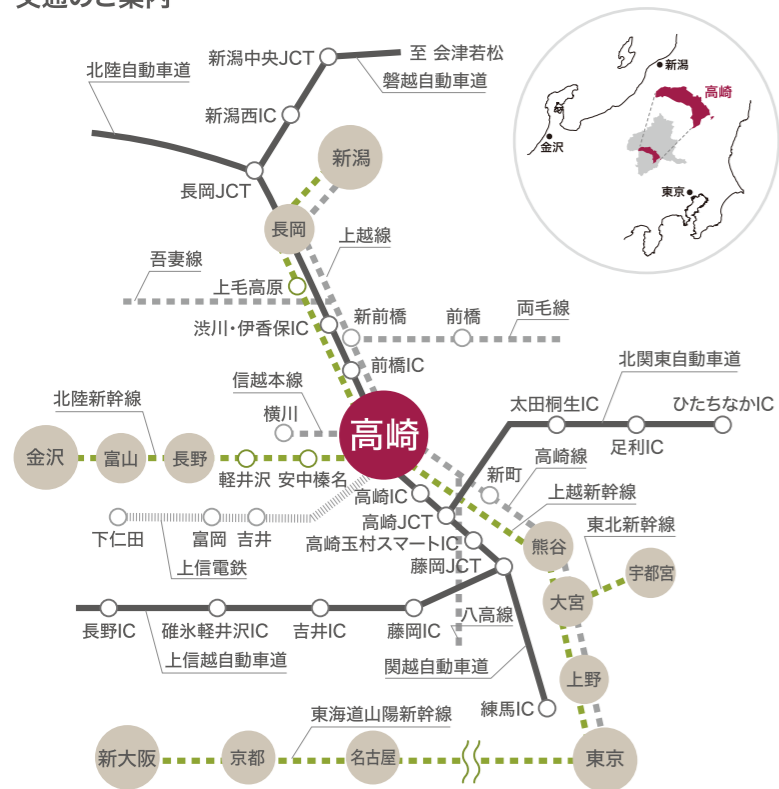 交通のご案内
新潟中央JCT
至 会津若松
磐越自動車道
北陸自動車道
新潟西IC
長岡JCT
新潟
長岡
上越線
吾妻線
上毛高原
渋川・伊香保IC
新前橋
前橋
両毛線
前橋IC
信越本線
横川
高崎
北陸新幹線
金沢
富山
長野
軽井沢
安中榛名
北関東自動車道
太田桐生IC
足利IC
ひたちなかIC
高崎線
新町
上越新幹線
高崎IC
高崎JCT
高崎玉村スマートIC
藤岡JCT
東北新幹線
熊谷
宇都宮
大宮
下仁田
富岡
吉井
上信電鉄
長野IC
碓氷軽井沢IC
吉井IC
藤岡IC
八高線
上信越自動車道
関越自動車道
上野
練馬IC
東海道山陽新幹線
新大阪
京都
名古屋
東京
新潟
高崎
金沢
東京